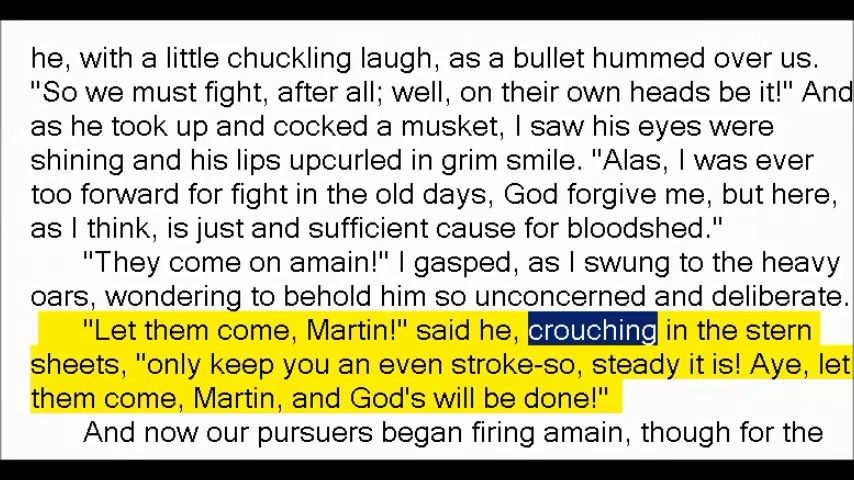 he, with a little chuckling laugh, as a bullet hummed over us.
"So we must fight, after all; well, on their own heads be it!" And
as he took up and cocked a musket, I saw his eyes were
shining and his lips upcurled in grim smile. "Alas, I was ever
too forward for fight in the old days, God forgive me, but here,
as I think, is just and sufficient cause for bloodshed."
"They come on amain!" I gasped, as I swung to the heavy
oars, wondering to behold him so unconcerned and deliberate.
"Let them come, Martin!" said he, crouching in the stern
sheets, "only keep you an even stroke-so, steady it is! Aye, let
them come, Martin, and God's will be done!"
And now our pursuers began firing amain, though for the